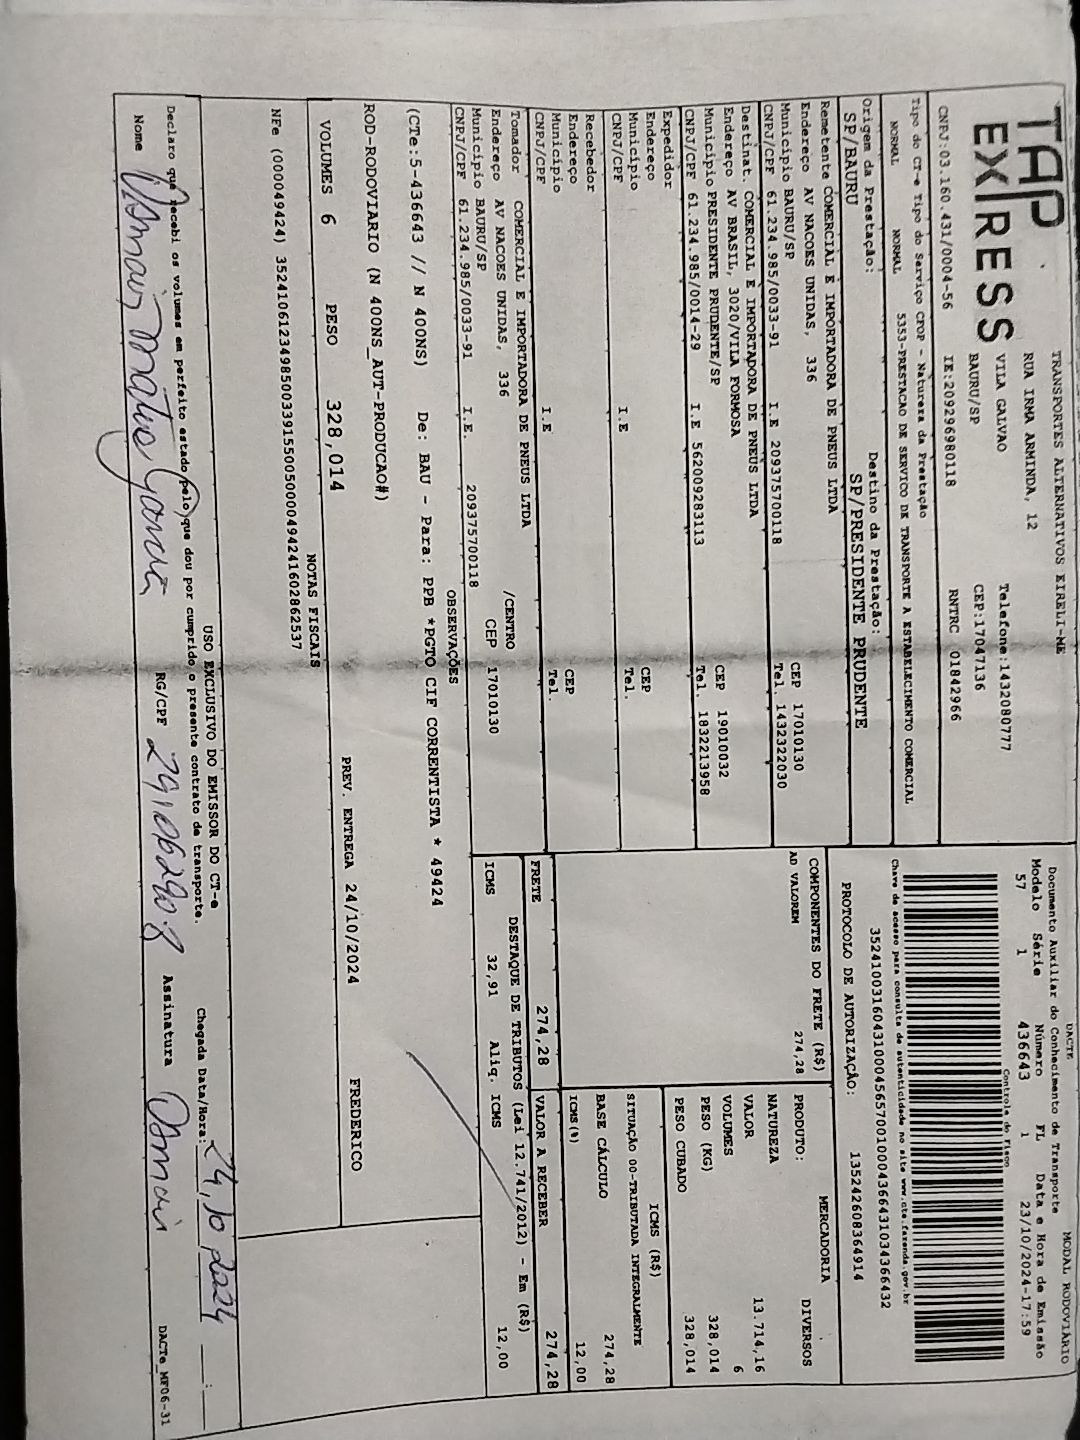 TAP
EXPRESS
TRANSPORTES ALTERNATIVOS EIRELI-ME
RUA IRMA ARMINDA, 12
VILA GALVAO
BAURU/SP
Telefone:1432080777
CEP:17047136
CNPJ:03.160.431/0004-56 IE:209296980118 RNTRC 01842966
DACTE MODAL RODOVIÁRIO
Documento Auxiliar do Conhecimento de Transporte
Modelo Série Número FL Data e Hora de Emissão
57 1 436643 1 23/10/2024-17:59
Controle do Fisco
Chave de acesso para consulta de autenticidade no site www.cte.fazenda.gov.br
35241003160431000456570010004366431034366432
PROTOCOLO DE AUTORIZAÇÃO: 135242608364914
Tipo do CT-e Tipo do Serviço CFOP - Natureza da Prestação
NORMAL NORMAL 5353-PRESTACAO DE SERVICO DE TRANSPORTE A ESTABELECIMENTO COMERCIAL
Origem da Prestação: Destino da Prestação:
SP/BAURU SP/PRESIDENTE PRUDENTE
Remetente COMERCIAL E IMPORTADORA DE PNEUS LTDA
Endereço AV NACOES UNIDAS, 336
Município BAURU/SP CEP 17010130
CNPJ/CPF 61.234.985/0033-91 I.E 209375700118 Tel. 1432322030
Destinat. COMERCIAL E IMPORTADORA DE PNEUS LTDA
Endereço AV BRASIL, 3020/VILA FORMOSA
Município PRESIDENTE PRUDENTE/SP CEP 19010032
CNPJ/CPF 61.234.985/0014-29 I.E 562009283113 Tel. 1832213958
Expedidor
Endereço
Município CEP
CNPJ/CPF I.E Tel.
Recebedor
Endereço
Município CEP
CNPJ/CPF I.E Tel.
Tomador COMERCIAL E IMPORTADORA DE PNEUS LTDA
Endereço AV NACOES UNIDAS, 336 /CENTRO
Município BAURU/SP CEP 17010130
CNPJ/CPF 61.234.985/0033-91 I.E. 209375700118
COMPONENTES DO FRETE (R$)
AD VALOREM 274,28
PRODUTO: MERCADORIA
NATUREZA DIVERSOS
VALOR 13.714,16
VOLUMES 6
PESO (KG) 328,014
PESO CUBADO 328,014
ICMS (R$)
SITUAÇÃO 00-TRIBUTADA INTEGRALMENTE
BASE CÁLCULO 274,28
ICMS(%) 12,00
FRETE 274,28 VALOR A RECEBER 274,28
DESTAQUE DE TRIBUTOS (Lei 12.741/2012) - Em (R$)
ICMS 32,91 Aliq. ICMS 12,00
OBSERVAÇÕES
(CTe:5-436643 // N 400NS) De: BAU - Para: PPB *PGTO CIF CORRENTISTA * 49424
ROD-RODOVIARIO (N 400NS_AUT-PRODUCAO#)
VOLUMES 6 PESO 328,014 PREV. ENTREGA 24/10/2024 FREDERICO
NOTAS FISCAIS
NFe (000049424) 35241061234985003391550050000494241602862537
USO EXCLUSIVO DO EMISSOR DO CT-e
Declaro que recebi os volumes em perfeito estado pelo que dou por cumprido o presente contrato de transporte.
Chegada Data/Hora: 24,10 2024 :
Nome Osmair Garcia RG/CPF 29.062908 Assinatura Osmair
DACTe_MF06-31